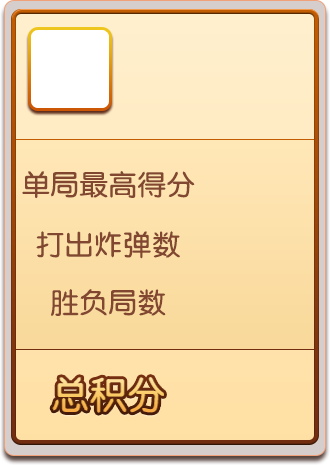 单局最高得分
打出炸弹数
胜负局数
总积分